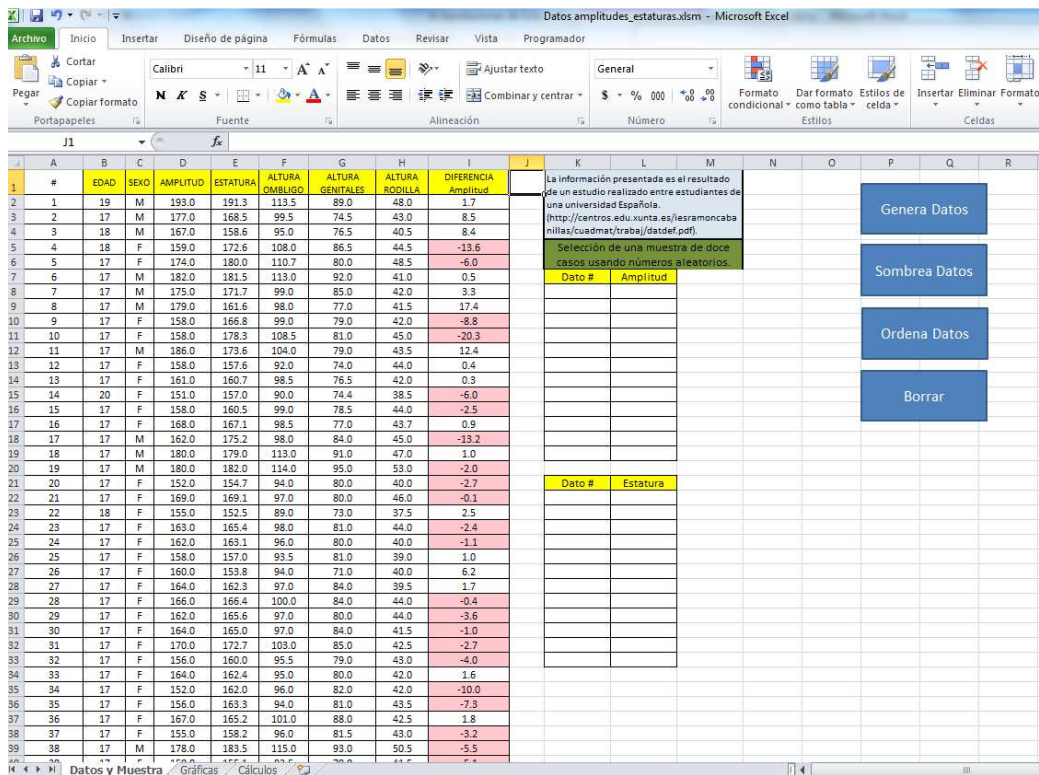 Datos amplitudes_estaturas.xlsm - Microsoft Excel
Archivo Inicio Insertar Diseño de página Fórmulas Datos Revisar Vista Programador
Pegar
Cortar
Copiar
Copiar formato
Portapapeles
Calibri 11
N K S
Fuente
Ajustar texto
Combinar y centrar
Alineación
General
$ % 000
Número
Formato condicional
Dar formato como tabla
Estilos de celda
Estilos
Insertar Eliminar Formato
Celdas
J1 fx
A B C D E F G H I J K L M N O P Q R
# EDAD SEXO AMPLITUD ESTATURA ALTURA OMBLIGO ALTURA GENITALES ALTURA RODILLA DIFERENCIA Amplitud
1 19 M 193.0 191.3 113.5 89.0 48.0 1.7
2 17 M 177.0 168.5 99.5 74.5 43.0 8.5
3 18 M 167.0 158.6 95.0 76.5 40.5 8.4
4 18 F 159.0 172.6 108.0 86.5 44.5 -13.6
5 17 F 174.0 180.0 110.7 80.0 48.5 -6.0
6 17 M 182.0 181.5 113.0 92.0 41.0 0.5
7 17 M 175.0 171.7 99.0 85.0 42.0 3.3
8 17 M 179.0 161.6 98.0 77.0 41.5 17.4
9 17 F 158.0 166.8 99.0 79.0 42.0 -8.8
10 17 F 158.0 178.3 108.5 81.0 45.0 -20.3
11 17 M 186.0 173.6 104.0 79.0 43.5 12.4
12 17 F 158.0 157.6 92.0 74.0 44.0 0.4
13 17 F 161.0 160.7 98.5 76.5 42.0 0.3
14 20 F 151.0 157.0 90.0 74.4 38.5 -6.0
15 17 F 158.0 160.5 99.0 78.5 44.0 -2.5
16 17 F 168.0 167.1 98.5 77.0 43.7 0.9
17 17 M 162.0 175.2 98.0 84.0 45.0 -13.2
18 17 M 180.0 179.0 113.0 91.0 47.0 1.0
19 17 M 180.0 182.0 114.0 95.0 53.0 -2.0
20 17 F 152.0 154.7 94.0 80.0 40.0 -2.7
21 17 F 169.0 169.1 97.0 80.0 46.0 -0.1
22 18 F 155.0 152.5 89.0 73.0 37.5 2.5
23 17 F 163.0 165.4 98.0 81.0 44.0 -2.4
24 17 F 162.0 163.1 96.0 80.0 40.0 -1.1
25 17 F 158.0 157.0 93.5 81.0 39.0 1.0
26 17 F 160.0 153.8 94.0 71.0 40.0 6.2
27 17 F 164.0 162.3 97.0 84.0 39.5 1.7
28 17 F 166.0 166.4 100.0 84.0 44.0 -0.4
29 17 F 162.0 165.6 97.0 80.0 44.0 -3.6
30 17 F 164.0 165.0 97.0 84.0 41.5 -1.0
31 17 F 170.0 172.7 103.0 85.0 42.5 -2.7
32 17 F 156.0 160.0 95.5 79.0 43.0 -4.0
33 17 F 164.0 162.4 95.0 80.0 42.0 1.6
34 17 F 152.0 162.0 96.0 82.0 42.0 -10.0
35 17 F 156.0 163.3 94.0 81.0 43.5 -7.3
36 17 F 167.0 165.2 101.0 88.0 42.5 1.8
37 17 F 155.0 158.2 96.0 81.5 43.0 -3.2
38 17 M 178.0 183.5 115.0 93.0 50.5 -5.5
La información presentada es el resultado
de un estudio realizado entre estudiantes de
una universidad Española.
(http://centros.edu.xunta.es/iesramoncaba
nillas/cuadmat/trabaj/datdef.pdf).
Selección de una muestra de doce
casos usando números aleatorios.
Dato # Amplitud
Dato # Estatura
Genera Datos
Sombrea Datos
Ordena Datos
Borrar
Datos y Muestra Gráficas Cálculos